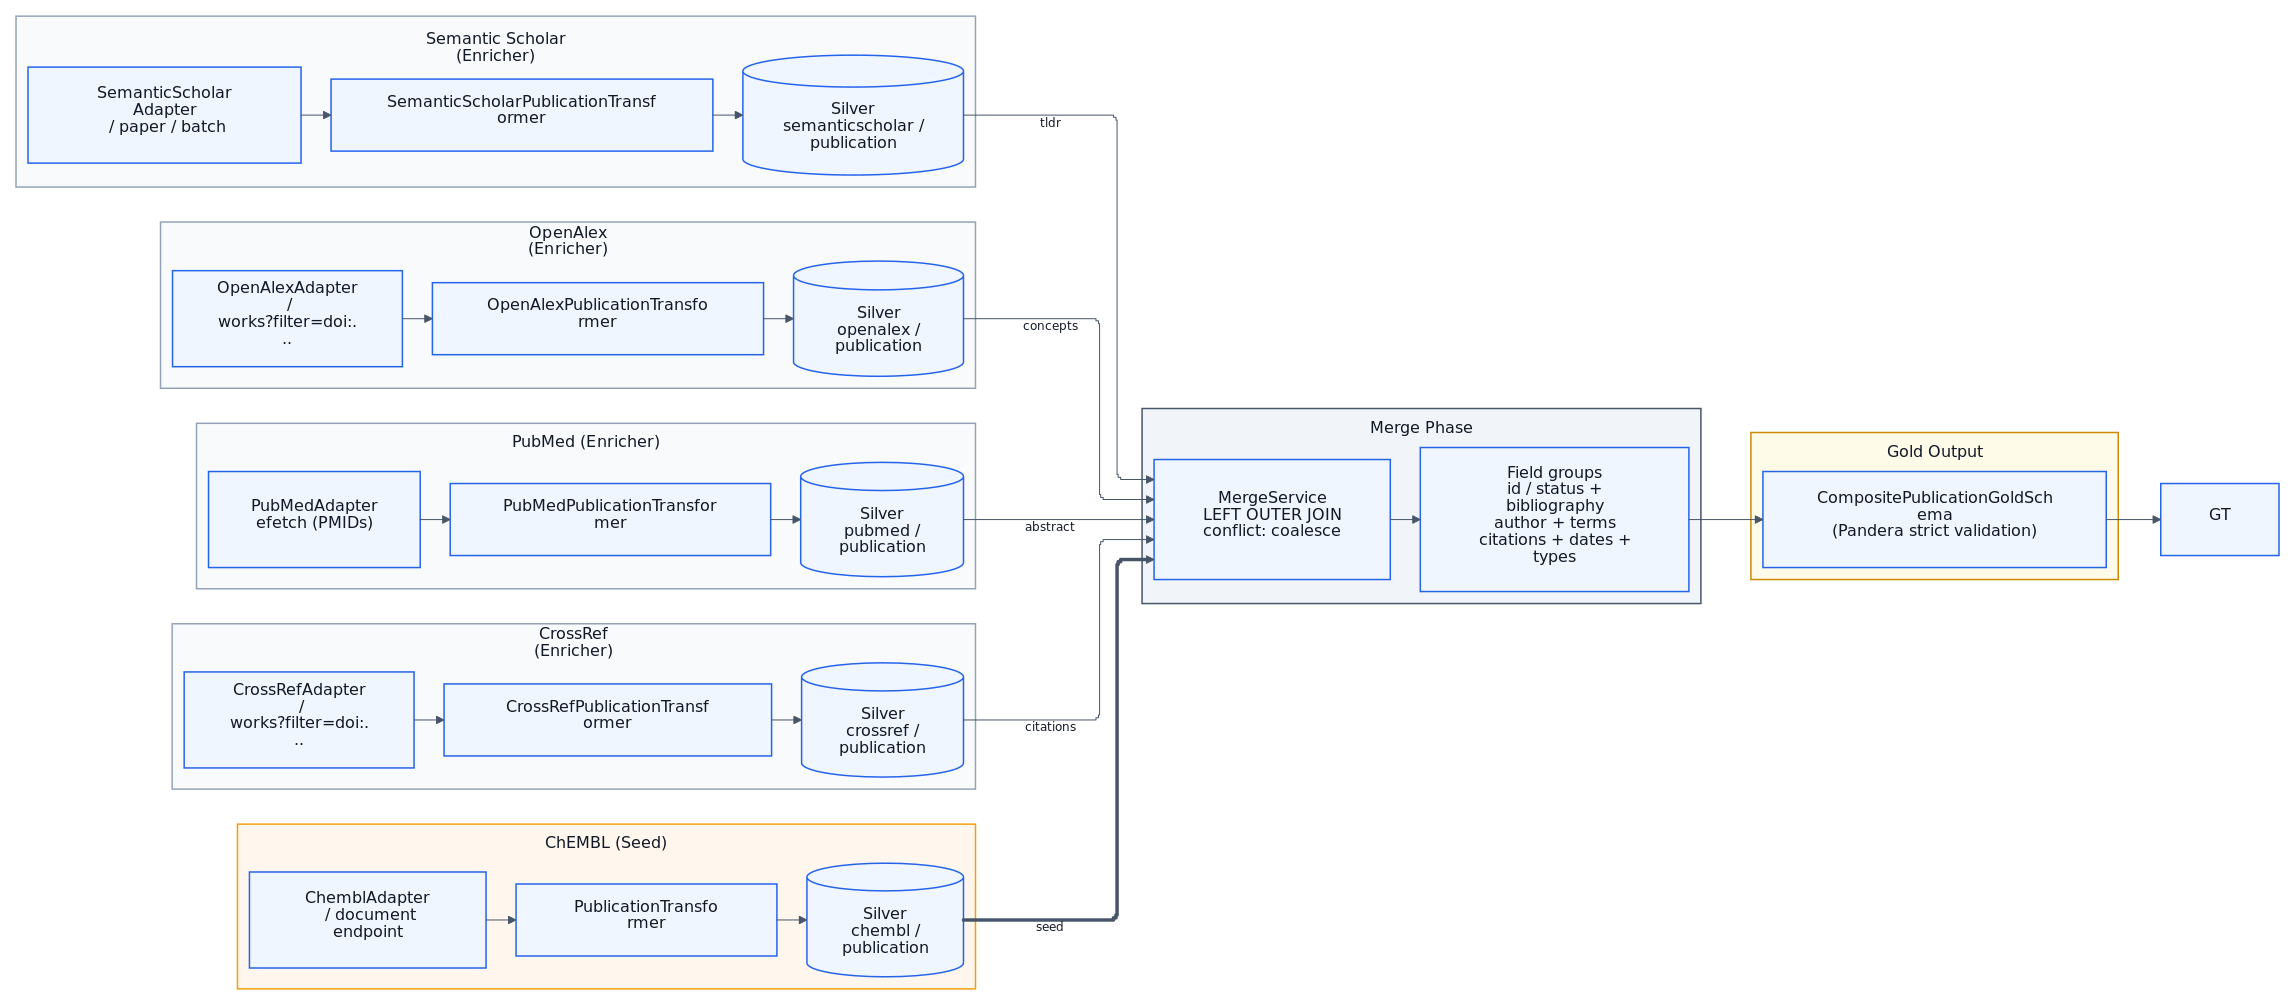 Semantic Scholar
(Enricher)
SemanticScholar
Adapter
/ paper / batch
SemanticScholarPublicationTransf
ormer
Silver
semanticscholar /
publication
tldr
OpenAlex
(Enricher)
OpenAlexAdapter
/
works?filter=doi:.
..
OpenAlexPublicationTransfo
rmer
Silver
openalex /
publication
concepts
PubMed (Enricher)
PubMedAdapter
efetch (PMIDs)
PubMedPublicationTransfor
mer
Silver
pubmed /
publication
abstract
CrossRef
(Enricher)
CrossRefAdapter
/
works?filter=doi:.
..
CrossRefPublicationTransf
ormer
Silver
crossref /
publication
citations
ChEMBL (Seed)
ChemblAdapter
/ document
endpoint
PublicationTransfo
rmer
Silver
chembl /
publication
seed
Merge Phase
MergeService
LEFT OUTER JOIN
conflict: coalesce
Field groups
id / status +
bibliography
author + terms
citations + dates +
types
Gold Output
CompositePublicationGoldSch
ema
(Pandera strict validation)
GT